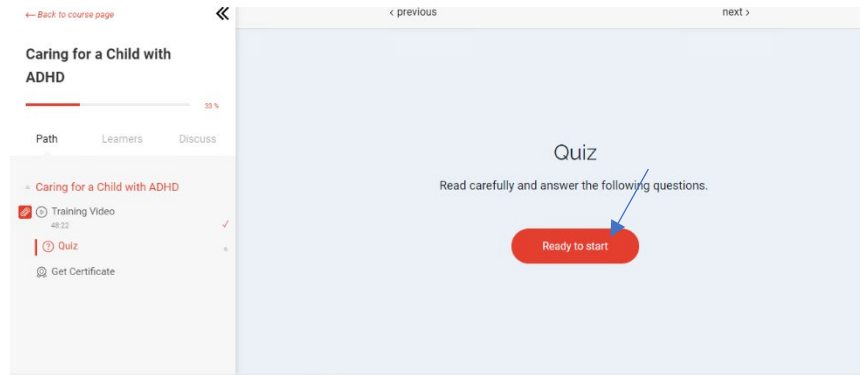 ←Back to course page
Caring for a Child with
ADHD
33 %
Path Learners Discuss
Caring for a Child with ADHD
Training Video
48:22
Quiz
Get Certificate
‹ previous
next ›
Quiz
Read carefully and answer the following questions.
Ready to start